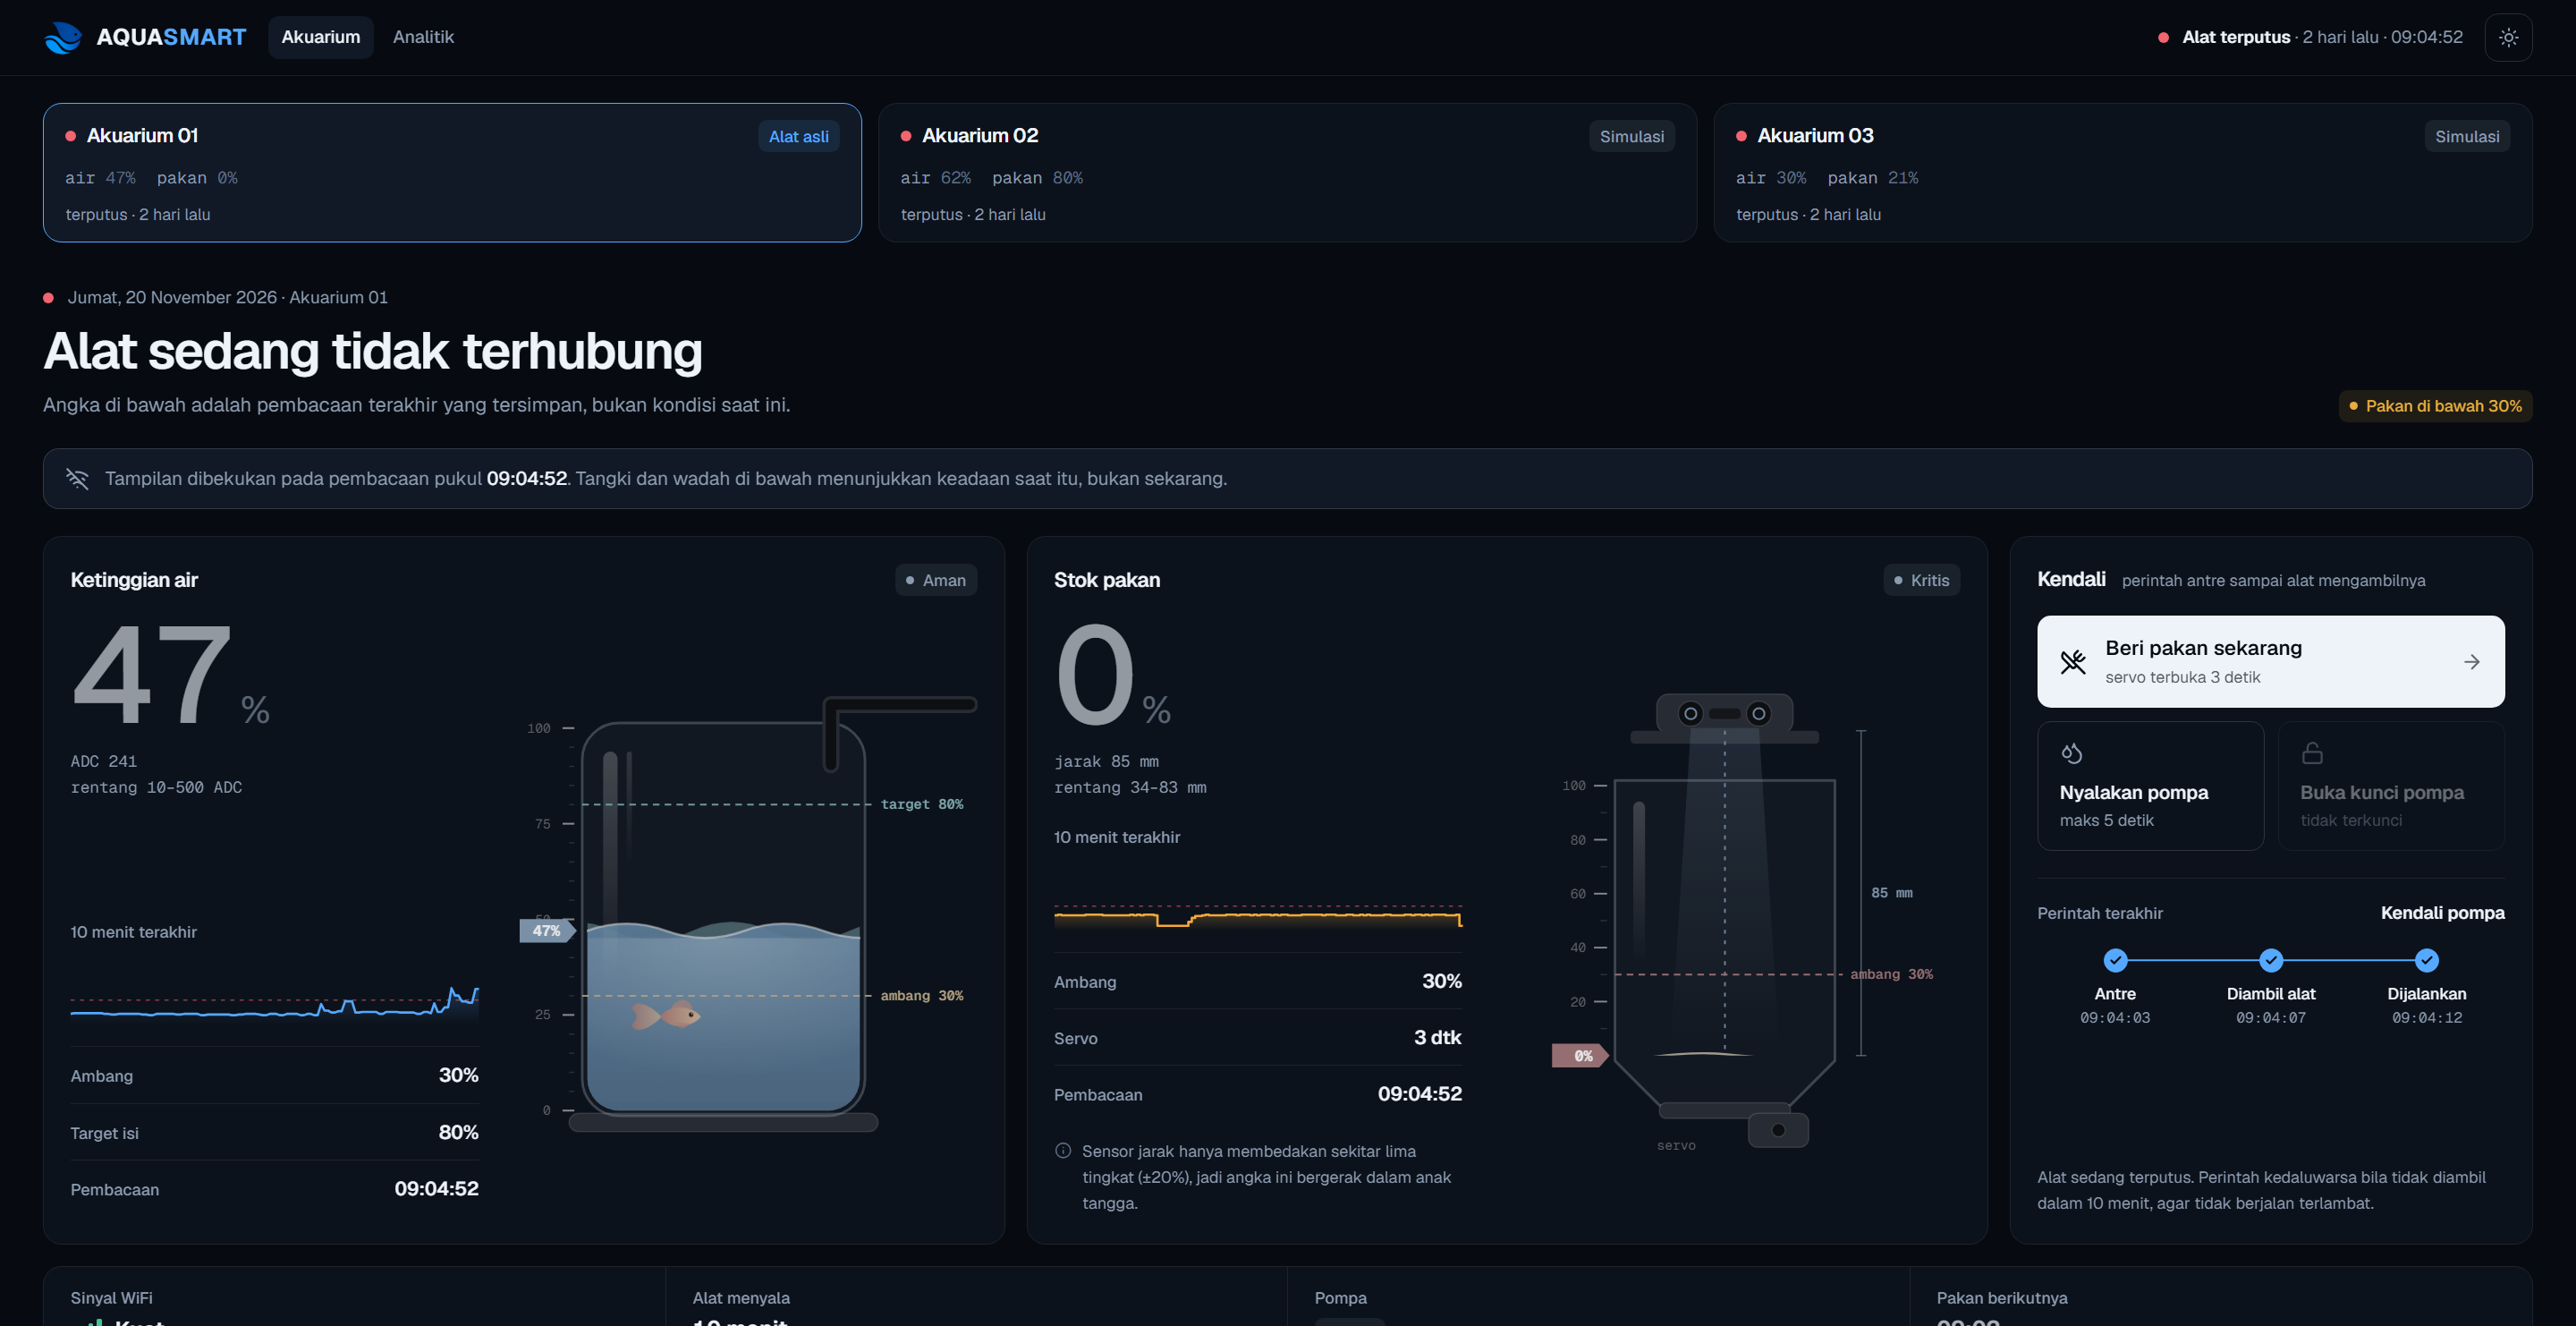 AQUASMART
Akuarium
Analitik
Alat terputus · 2 hari lalu · 09:04:52
Akuarium 01
Alat asli
air 47% pakan 0%
terputus · 2 hari lalu
Akuarium 02
Simulasi
air 62% pakan 80%
terputus · 2 hari lalu
Akuarium 03
Simulasi
air 30% pakan 21%
terputus · 2 hari lalu
Jumat, 20 November 2026 · Akuarium 01
Alat sedang tidak terhubung
Angka di bawah adalah pembacaan terakhir yang tersimpan, bukan kondisi saat ini.
Pakan di bawah 30%
Tampilan dibekukan pada pembacaan pukul 09:04:52. Tangki dan wadah di bawah menunjukkan keadaan saat itu, bukan sekarang.
Ketinggian air
Aman
47%
ADC 241
rentang 10–500 ADC
10 menit terakhir
Ambang 30%
Target isi 80%
Pembacaan 09:04:52
100
target 80%
75
50
47%
ambang 30%
25
0
Stok pakan
Kritis
0%
jarak 85 mm
rentang 34–83 mm
10 menit terakhir
Ambang 30%
Servo 3 dtk
Pembacaan 09:04:52
Sensor jarak hanya membedakan sekitar lima
tingkat (±20%), jadi angka ini bergerak dalam anak
tangga.
100
80
60
85 mm
40
ambang 30%
20
0%
servo
Kendali perintah antre sampai alat mengambilnya
Beri pakan sekarang
servo terbuka 3 detik
Nyalakan pompa
maks 5 detik
Buka kunci pompa
tidak terkunci
Perintah terakhir
Kendali pompa
Antre
09:04:03
Diambil alat
09:04:07
Dijalankan
09:04:12
Alat sedang terputus. Perintah kedaluwarsa bila tidak diambil
dalam 10 menit, agar tidak berjalan terlambat.
Sinyal WiFi
Alat menyala
Pompa
Pakan berikutnya